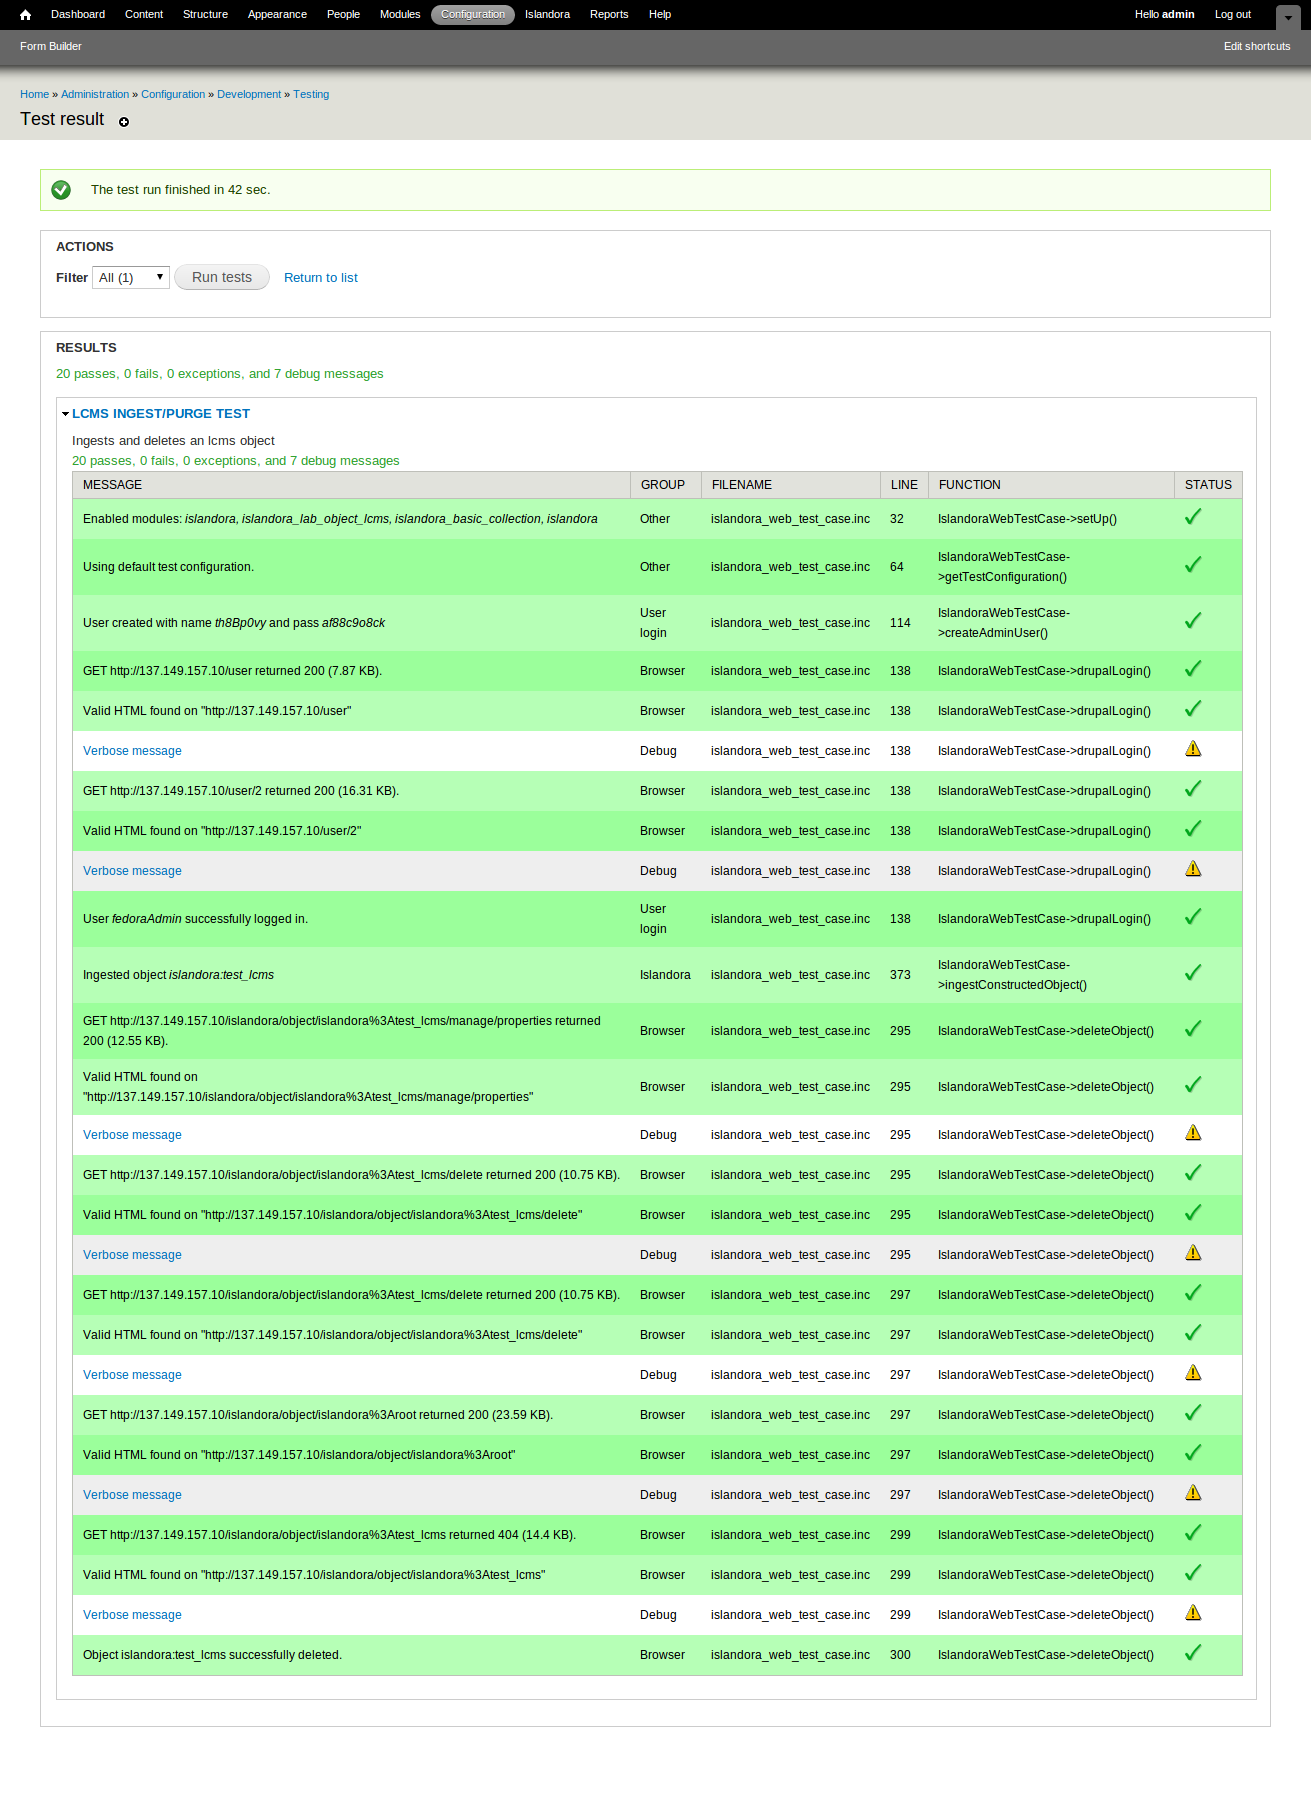 Dashboard Content Structure Appearance People Modules Configuration Islandora Reports Help Hello admin Log out
Form Builder Edit shortcuts
Home » Administration » Configuration » Development » Testing
Test result
The test run finished in 42 sec.
ACTIONS
Filter All (1) Run tests Return to list
RESULTS
20 passes, 0 fails, 0 exceptions, and 7 debug messages
LCMS INGEST/PURGE TEST
Ingests and deletes an lcms object
20 passes, 0 fails, 0 exceptions, and 7 debug messages
MESSAGE GROUP FILENAME LINE FUNCTION STATUS
Enabled modules: islandora, islandora_lab_object_lcms, islandora_basic_collection, islandora Other islandora_web_test_case.inc 32 IslandoraWebTestCase->setUp()
Using default test configuration. Other islandora_web_test_case.inc 64 IslandoraWebTestCase-
>getTestConfiguration()
User created with name th8Bp0vy and pass af88c9o8ck User
login islandora_web_test_case.inc 114 IslandoraWebTestCase-
>createAdminUser()
GET http://137.149.157.10/user returned 200 (7.87 KB). Browser islandora_web_test_case.inc 138 IslandoraWebTestCase->drupalLogin()
Valid HTML found on "http://137.149.157.10/user" Browser islandora_web_test_case.inc 138 IslandoraWebTestCase->drupalLogin()
Verbose message Debug islandora_web_test_case.inc 138 IslandoraWebTestCase->drupalLogin()
GET http://137.149.157.10/user/2 returned 200 (16.31 KB). Browser islandora_web_test_case.inc 138 IslandoraWebTestCase->drupalLogin()
Valid HTML found on "http://137.149.157.10/user/2" Browser islandora_web_test_case.inc 138 IslandoraWebTestCase->drupalLogin()
Verbose message Debug islandora_web_test_case.inc 138 IslandoraWebTestCase->drupalLogin()
User fedoraAdmin successfully logged in. User
login islandora_web_test_case.inc 138 IslandoraWebTestCase->drupalLogin()
Ingested object islandora:test_lcms Islandora islandora_web_test_case.inc 373 IslandoraWebTestCase-
>ingestConstructedObject()
GET http://137.149.157.10/islandora/object/islandora%3Atest_lcms/manage/properties returned
200 (12.55 KB). Browser islandora_web_test_case.inc 295 IslandoraWebTestCase->deleteObject()
Valid HTML found on
"http://137.149.157.10/islandora/object/islandora%3Atest_lcms/manage/properties" Browser islandora_web_test_case.inc 295 IslandoraWebTestCase->deleteObject()
Verbose message Debug islandora_web_test_case.inc 295 IslandoraWebTestCase->deleteObject()
GET http://137.149.157.10/islandora/object/islandora%3Atest_lcms/delete returned 200 (10.75 KB). Browser islandora_web_test_case.inc 295 IslandoraWebTestCase->deleteObject()
Valid HTML found on "http://137.149.157.10/islandora/object/islandora%3Atest_lcms/delete" Browser islandora_web_test_case.inc 295 IslandoraWebTestCase->deleteObject()
Verbose message Debug islandora_web_test_case.inc 295 IslandoraWebTestCase->deleteObject()
GET http://137.149.157.10/islandora/object/islandora%3Atest_lcms/delete returned 200 (10.75 KB). Browser islandora_web_test_case.inc 297 IslandoraWebTestCase->deleteObject()
Valid HTML found on "http://137.149.157.10/islandora/object/islandora%3Atest_lcms/delete" Browser islandora_web_test_case.inc 297 IslandoraWebTestCase->deleteObject()
Verbose message Debug islandora_web_test_case.inc 297 IslandoraWebTestCase->deleteObject()
GET http://137.149.157.10/islandora/object/islandora%3Aroot returned 200 (23.59 KB). Browser islandora_web_test_case.inc 297 IslandoraWebTestCase->deleteObject()
Valid HTML found on "http://137.149.157.10/islandora/object/islandora%3Aroot" Browser islandora_web_test_case.inc 297 IslandoraWebTestCase->deleteObject()
Verbose message Debug islandora_web_test_case.inc 297 IslandoraWebTestCase->deleteObject()
GET http://137.149.157.10/islandora/object/islandora%3Atest_lcms returned 404 (14.4 KB). Browser islandora_web_test_case.inc 299 IslandoraWebTestCase->deleteObject()
Valid HTML found on "http://137.149.157.10/islandora/object/islandora%3Atest_lcms" Browser islandora_web_test_case.inc 299 IslandoraWebTestCase->deleteObject()
Verbose message Debug islandora_web_test_case.inc 299 IslandoraWebTestCase->deleteObject()
Object islandora:test_lcms successfully deleted. Browser islandora_web_test_case.inc 300 IslandoraWebTestCase->deleteObject()